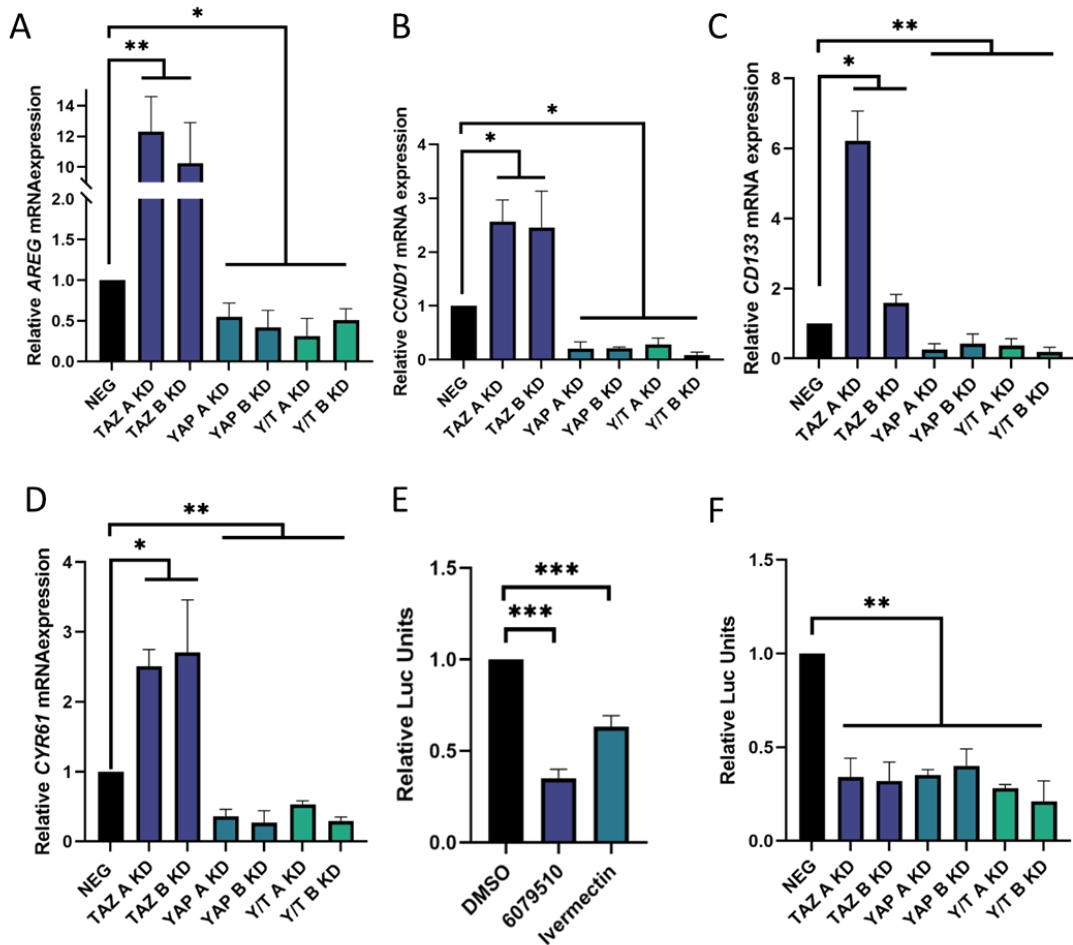 A
Relative AREG mRNAexpression
*
**
14
12
10
2.0
1.5
1.0
0.5
0.0
NEG
TAZ A KD
TAZ B KD
YAP A KD
YAP B KD
Y/T A KD
Y/T B KD
B
Relative CCND1 mRNA expression
*
*
4
3
2
1
0
NEG
TAZ A KD
TAZ B KD
YAP A KD
YAP B KD
Y/T A KD
Y/T B KD
C
Relative CD133 mRNA expression
**
*
8
6
4
2
0
NEG
TAZ A KD
TAZ B KD
YAP A KD
YAP B KD
Y/T A KD
Y/T B KD
D
Relative CYR61 mRNAexpression
**
*
4
3
2
1
0
NEG
TAZ A KD
TAZ B KD
YAP A KD
YAP B KD
Y/T A KD
Y/T B KD
E
Relative Luc Units
***
***
1.5
1.0
0.5
0.0
DMSO
6079510
Ivermectin
F
Relative Luc Units
**
1.5
1.0
0.5
0.0
NEG
TAZ A KD
TAZ B KD
YAP A KD
YAP B KD
Y/T A KD
Y/T B KD